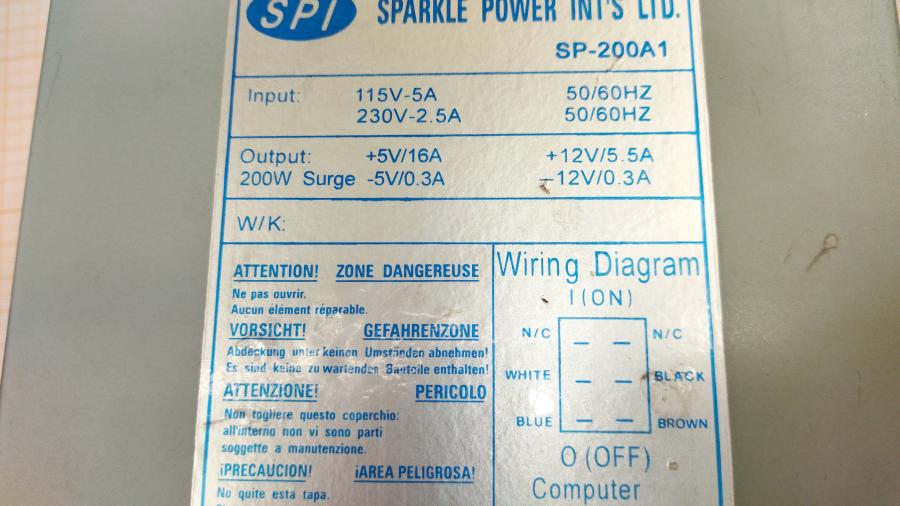 SPI SPARKLE POWER INT'S LTD.
SP-200A1
Input: 115V-5A 50/60HZ
230V-2.5A 50/60HZ
Output: +5V/16A +12V/5.5A
200W Surge -5V/0.3A -12V/0.3A
W/K:
ATTENTION! ZONE DANGEREUSE
Ne pas ouvrir.
Aucun élément réparable.
VORSICHT! GEFAHRENZONE
Abdeckung unter keinen Umständen abnehmen!
Es sind keine zu wartenden Bauteile enthalten!
ATTENZIONE! PERICOLO
Non togliere questo coperchio:
all'interno non vi sono parti
soggette a manutenzione.
¡PRECAUCION! ¡AREA PELIGROSA!
No quite esta tapa.
Wiring Diagram
I (ON)
N/C N/C
WHITE BLACK
BLUE BROWN
O (OFF)
Computer